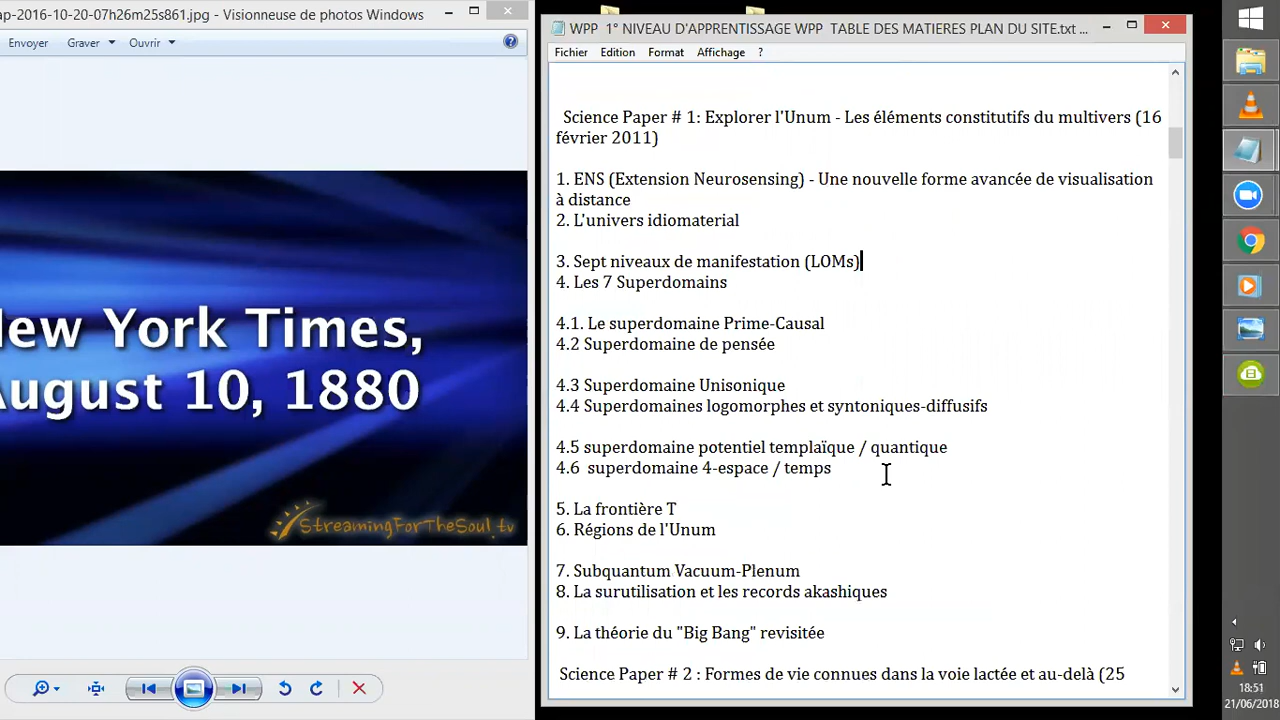 ap-2016-10-20-07h26m25s861.jpg - Visionneuse de photos Windows
Envoyer Graver Ouvrir
New York Times,
August 10, 1880
StreamingForTheSoul.tv
WPP 1° NIVEAU D'APPRENTISSAGE WPP TABLE DES MATIERES PLAN DU SITE.txt ...
Fichier Edition Format Affichage ?
Science Paper # 1: Explorer l'Unum - Les éléments constitutifs du multivers (16
février 2011)
1. ENS (Extension Neurosensing) - Une nouvelle forme avancée de visualisation
à distance
2. L'univers idiomaterial
3. Sept niveaux de manifestation (LOMs)
4. Les 7 Superdomains
4.1. Le superdomaine Prime-Causal
4.2 Superdomaine de pensée
4.3 Superdomaine Unisonique
4.4 Superdomaines logomorphes et syntoniques-diffusifs
4.5 superdomaine potentiel templaïque / quantique
4.6 superdomaine 4-espace / temps
5. La frontière T
6. Régions de l'Unum
7. Subquantum Vacuum-Plenum
8. La surutilisation et les records akashiques
9. La théorie du "Big Bang" revisitée
Science Paper # 2 : Formes de vie connues dans la voie lactée et au-delà (25
18:51
21/06/2018